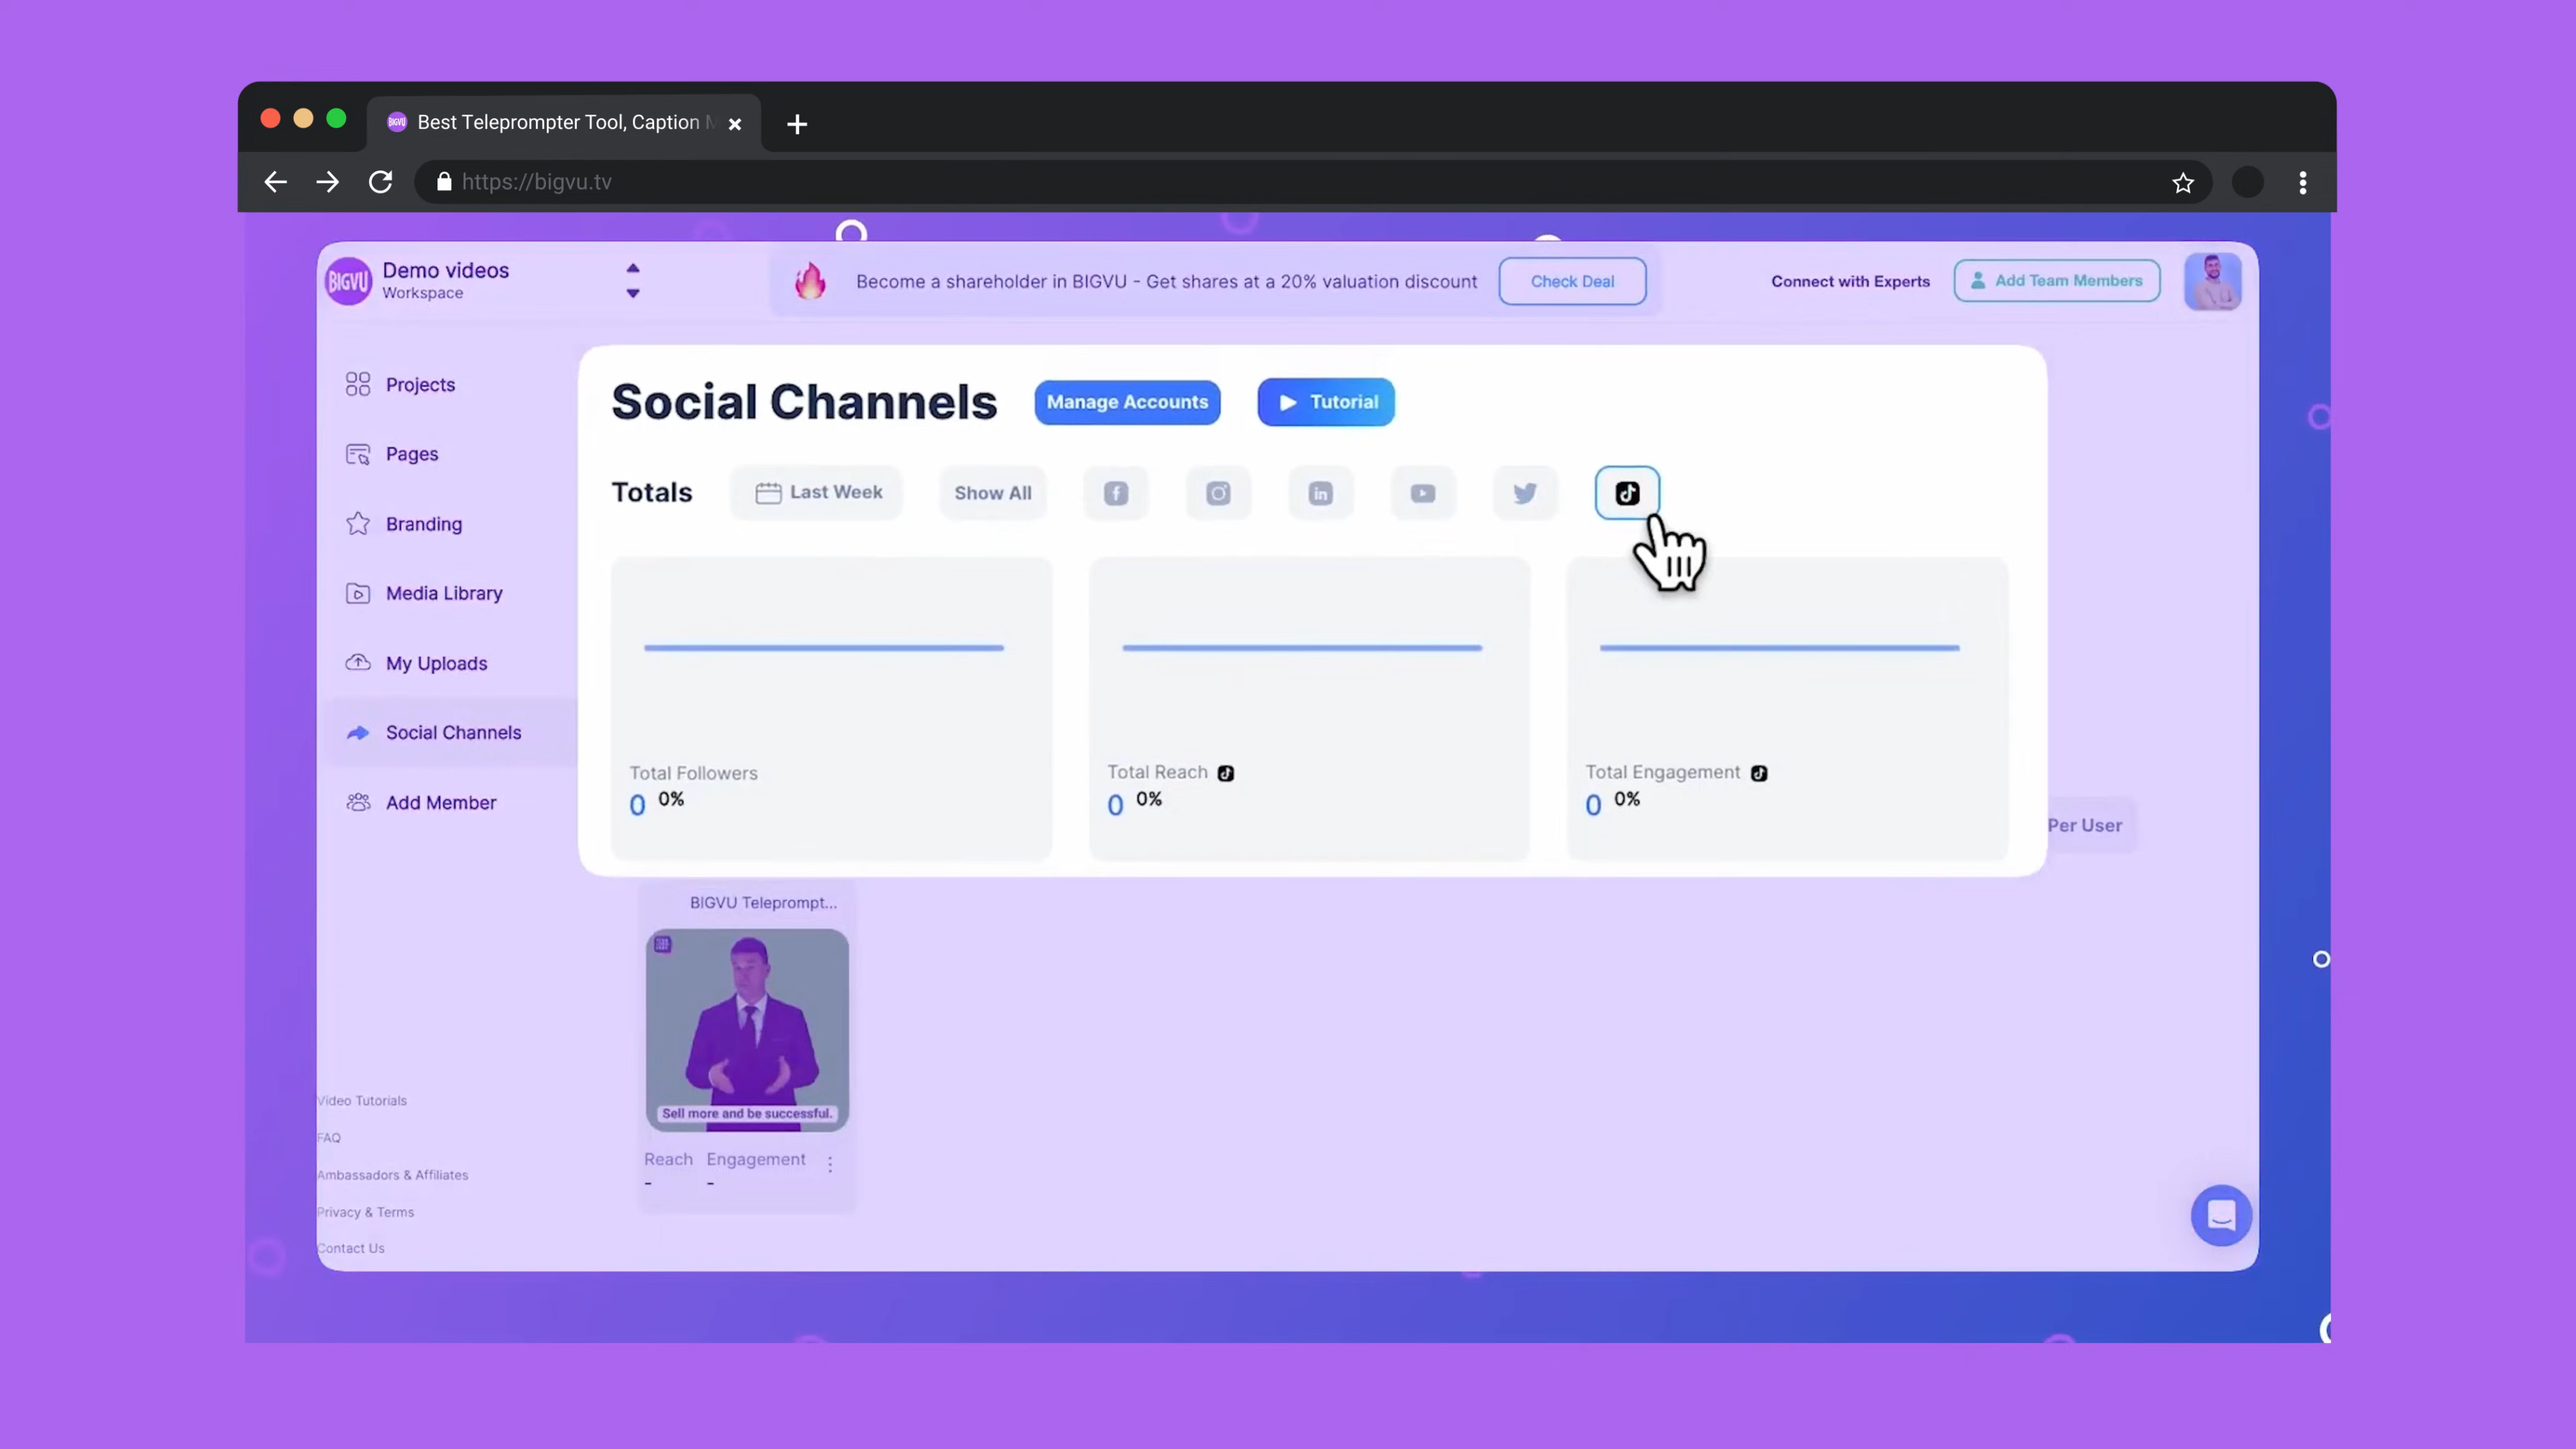 BIGVU Best Teleprompter Tool, Caption M
https://bigvu.tv
BIGVU
Demo videos
Workspace
Become a shareholder in BIGVU - Get shares at a 20% valuation discount
Check Deal
Connect with Experts
Add Team Members
Projects
Pages
Branding
Media Library
My Uploads
Social Channels
Add Member
Social Channels
Manage Accounts
Tutorial
Totals
Last Week
Show All
Total Followers
0 0%
Total Reach
0 0%
Total Engagement
0 0%
Per User
BIGVU Teleprompt...
Sell more and be successful.
Reach Engagement
- -
Video Tutorials
FAQ
Ambassadors & Affiliates
Privacy & Terms
Contact Us